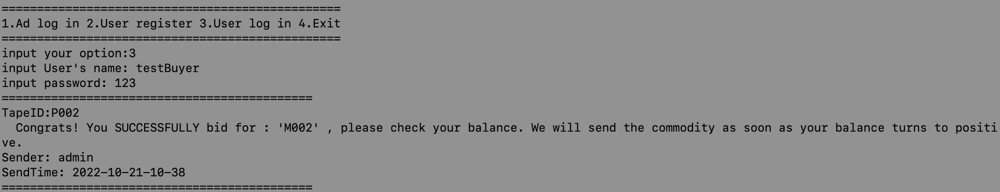 ================================================
1.Ad log in 2.User register 3.User log in 4.Exit
================================================
input your option:3
input User's name: testBuyer
input password: 123
============================================
TapeID:P002
  Congrats! You SUCCESSFULLY bid for : 'M002' , please check your balance. We will send the commodity as soon as your balance turns to positi
ve.
Sender: admin
SendTime: 2022-10-21-10-38
============================================